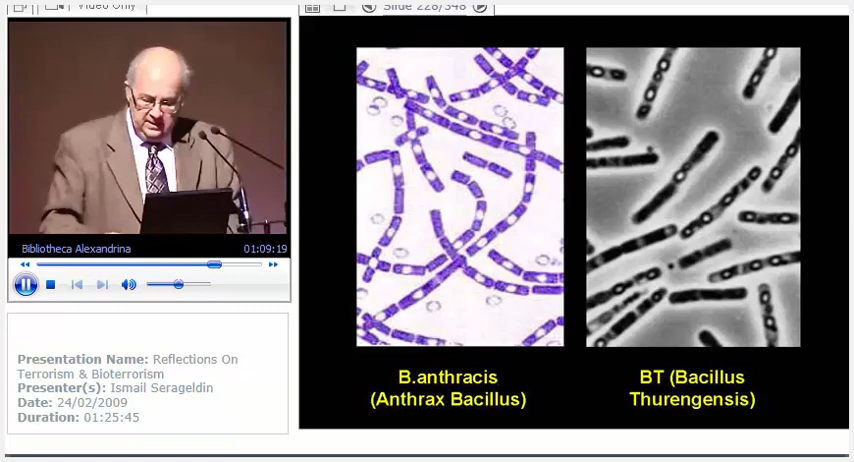 Video Only
Slide 228/348
Bibliotheca Alexandrina 01:09:19
Presentation Name: Reflections On
Terrorism & Bioterrorism
Presenter(s): Ismail Serageldin
Date: 24/02/2009
Duration: 01:25:45
B.anthracis
(Anthrax Bacillus)
BT (Bacillus
Thurengensis)